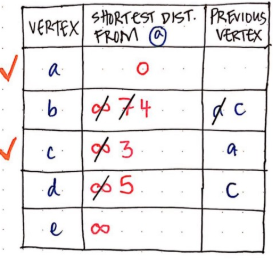 VERTEX SHORTEST DIST. FROM a PREVIOUS VERTEX
a 0
b ∞ 7 4 a c
c ∞ 3 a
d ∞ 5 c
e ∞